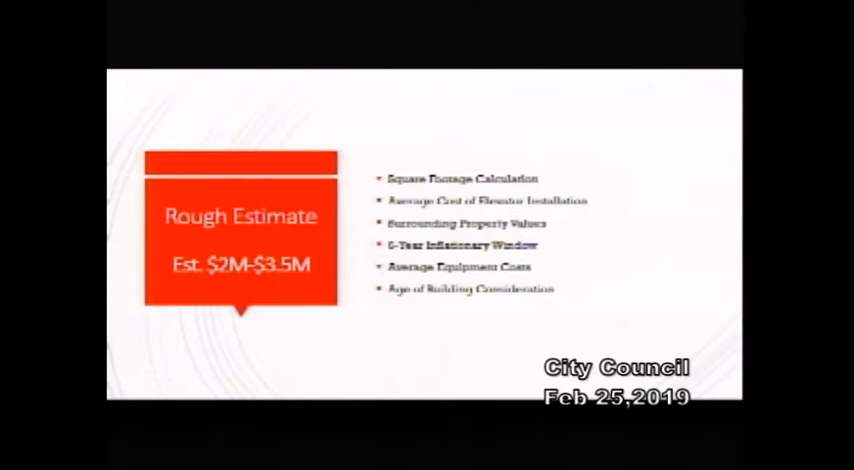 Rough Estimate
Est. $2M-$3.5M
Square Footage Calculation
Average Cost of Elevator Installation
Surrounding Property Values
5-Year Inflationary Window
Average Equipment Costs
Age of Building Consideration
City Council
Feb 25,2019